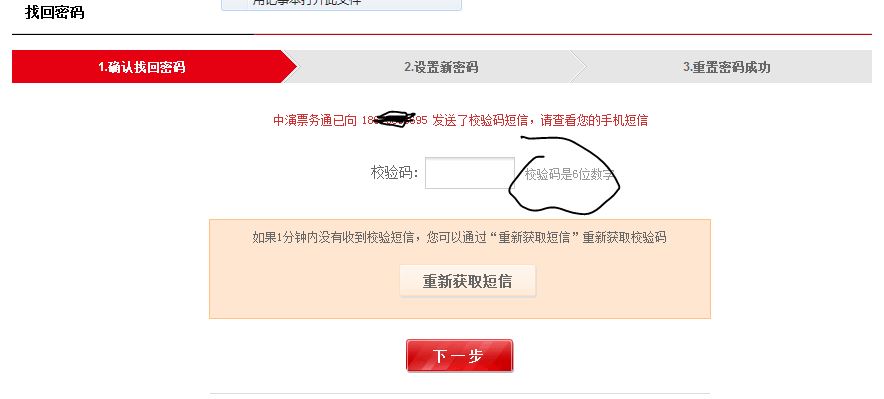 找回密码
1.确认找回密码 2.设置新密码 3.重置密码成功
中演票务通已向 18 595 发送了校验码短信，请查看您的手机短信
校验码: 校验码是6位数字
如果1分钟内没有收到校验短信，您可以通过“重新获取短信”重新获取校验码
重新获取短信
下一步